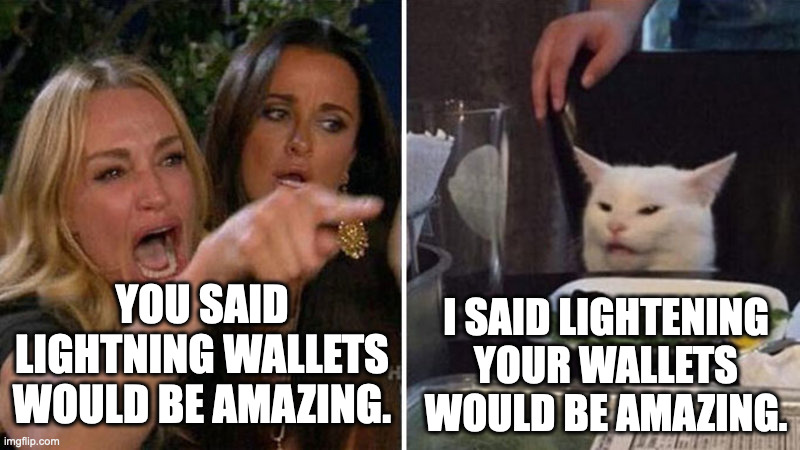 YOU SAID
LIGHTNING WALLETS
WOULD BE AMAZING.
I SAID LIGHTENING
YOUR WALLETS
WOULD BE AMAZING.
imgflip.com